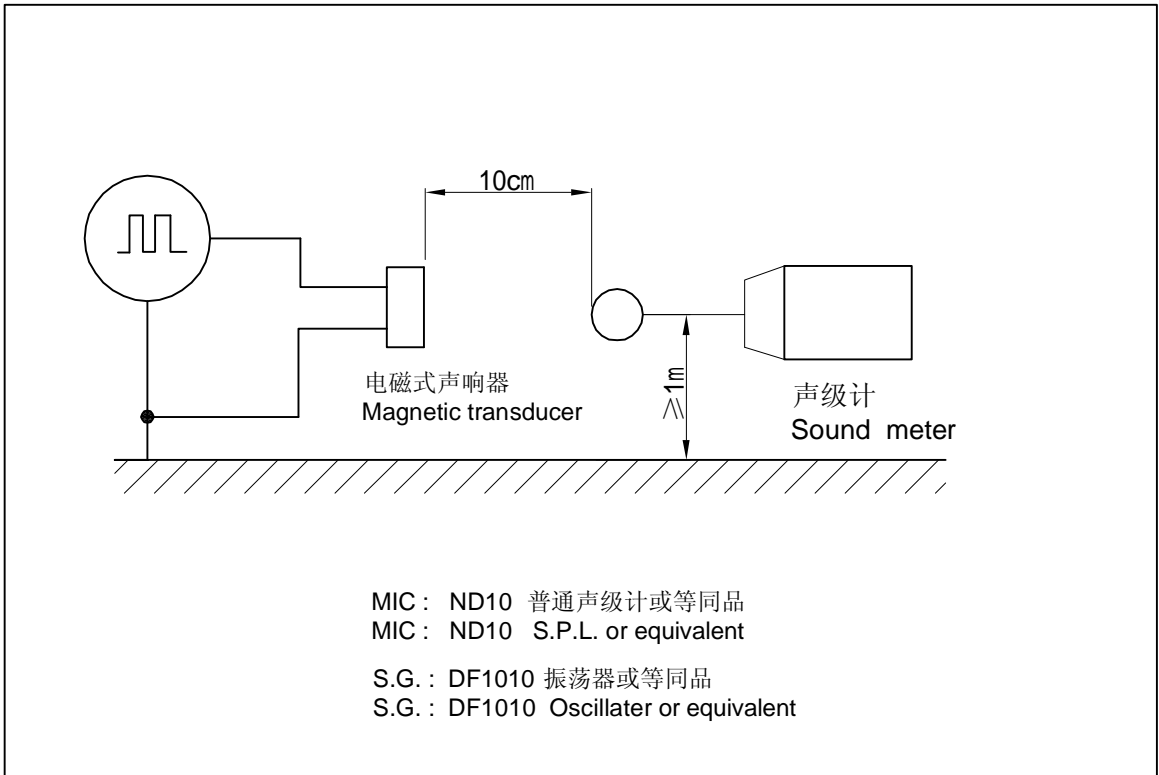 10㎝
电磁式声响器
Magnetic transducer
≥1m
声级计
Sound meter
MIC : ND10 普通声级计或等同品
MIC : ND10 S.P.L. or equivalent
S.G. : DF1010 振荡器或等同品
S.G. : DF1010 Oscillater or equivalent